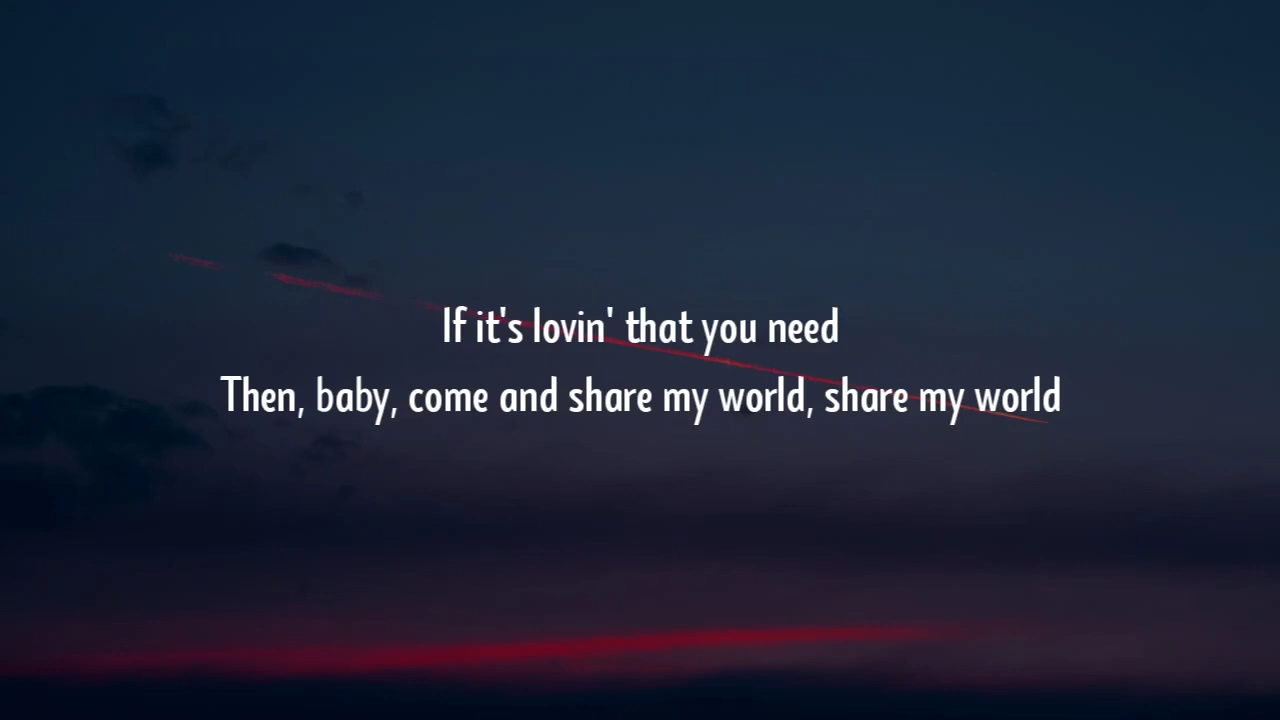 If it's lovin' that you need
Then, baby, come and share my world, share my world